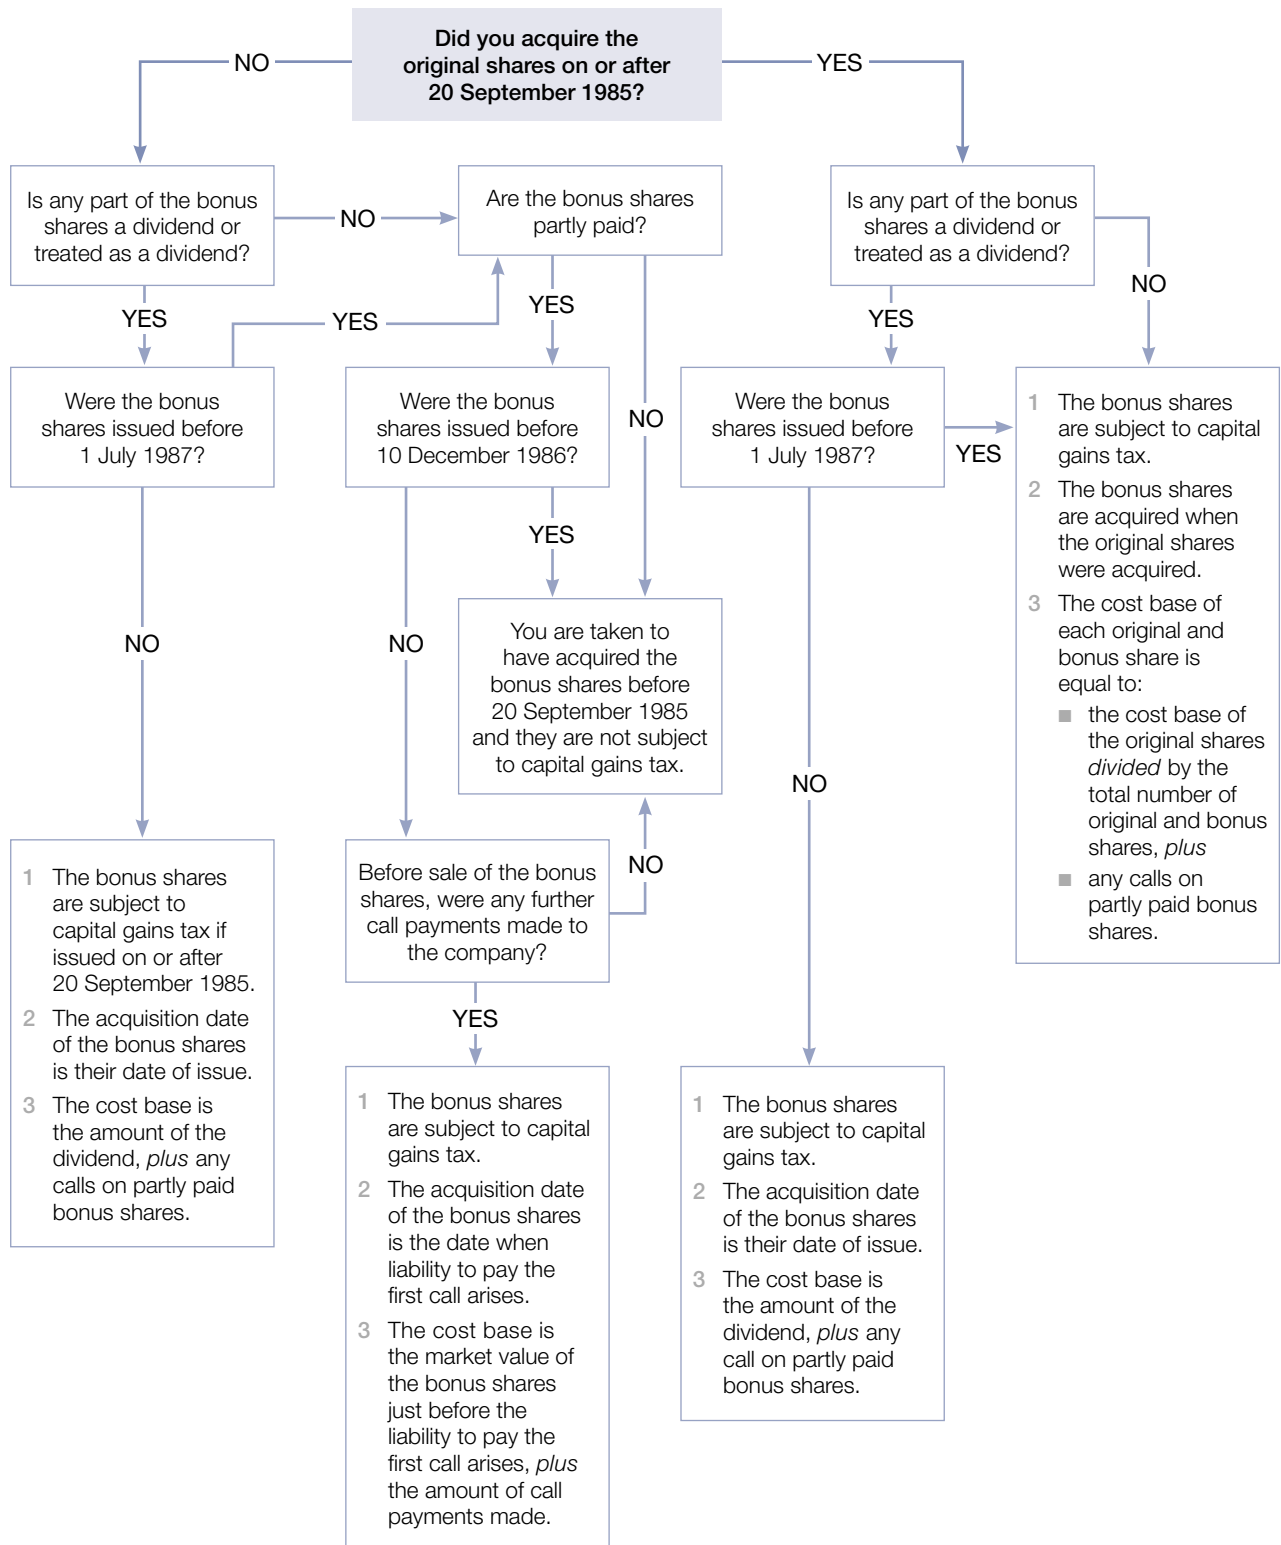 Did you acquire the
original shares on or after
20 September 1985?
NO
YES
Is any part of the bonus
shares a dividend or
treated as a dividend?
NO
Are the bonus shares
partly paid?
Is any part of the bonus
shares a dividend or
treated as a dividend?
NO
YES
YES
YES
NO
YES
Were the bonus
shares issued before
1 July 1987?
Were the bonus
shares issued before
10 December 1986?
Were the bonus
shares issued before
1 July 1987?
YES
1 The bonus shares
are subject to capital
gains tax.
2 The bonus shares
are acquired when
the original shares
were acquired.
3 The cost base of
each original and
bonus share is
equal to:
■ the cost base of
the original shares
divided by the
total number of
original and bonus
shares, plus
■ any calls on
partly paid bonus
shares.
YES
NO
NO
You are taken to
have acquired the
bonus shares before
20 September 1985
and they are not subject
to capital gains tax.
NO
1 The bonus shares
are subject to
capital gains tax if
issued on or after
20 September 1985.
2 The acquisition date
of the bonus shares
is their date of issue.
3 The cost base is
the amount of the
dividend, plus any
calls on partly paid
bonus shares.
Before sale of the bonus
shares, were any further
call payments made to
the company?
NO
YES
1 The bonus shares
are subject to capital
gains tax.
2 The acquisition date
of the bonus shares
is the date when
liability to pay the
first call arises.
3 The cost base is
the market value of
the bonus shares
just before the
liability to pay the
first call arises, plus
the amount of call
payments made.
1 The bonus shares
are subject to capital
gains tax.
2 The acquisition date
of the bonus shares
is their date of issue.
3 The cost base is
the amount of the
dividend, plus any
call on partly paid
bonus shares.